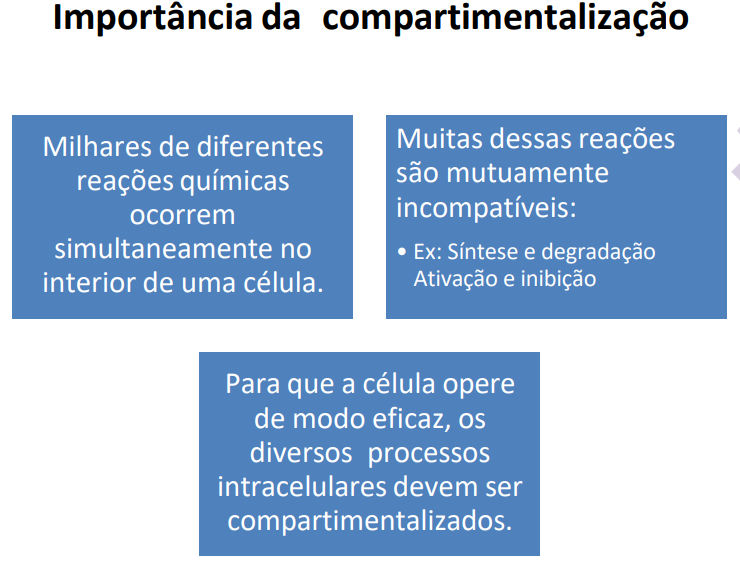 Importância da compartimentalização
Milhares de diferentes
reações químicas
ocorrem
simultaneamente no
interior de uma célula.
Muitas dessas reações
são mutuamente
incompatíveis:
• Ex: Síntese e degradação
Ativação e inibição
Para que a célula opere
de modo eficaz, os
diversos processos
intracelulares devem ser
compartimentalizados.